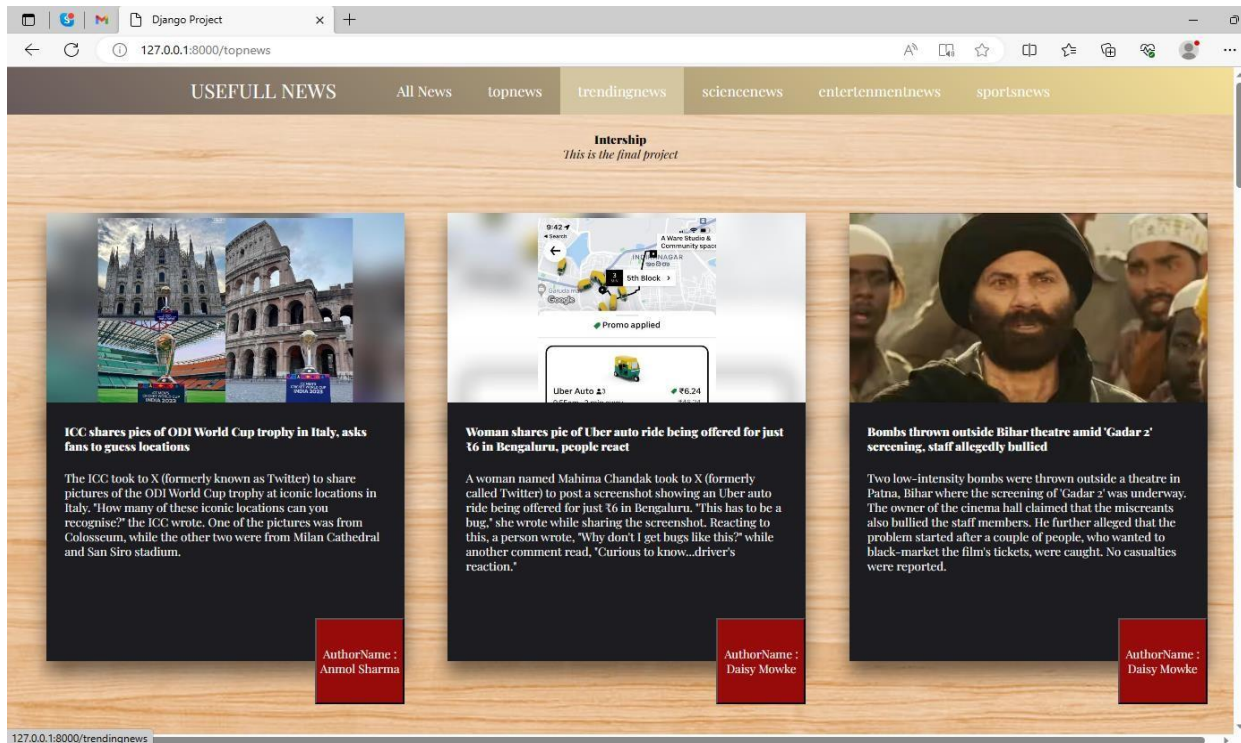 Django Project
127.0.0.1:8000/topnews
USEFULL NEWS All News topnews trendingnews sciencenews entertenmentnews sportsnews
Intership
This is the final project
9:42
Search
A Ware Studio &
Community space
INDIRANAGAR
3
5th Block >
Google
Promo applied
Uber Auto 3 ₹6.24
ICC shares pics of ODI World Cup trophy in Italy, asks
fans to guess locations
The ICC took to X (formerly known as Twitter) to share
pictures of the ODI World Cup trophy at iconic locations in
Italy. "How many of these iconic locations can you
recognise?" the ICC wrote. One of the pictures was from
Colosseum, while the other two were from Milan Cathedral
and San Siro stadium.
AuthorName :
Anmol Sharma
Woman shares pic of Uber auto ride being offered for just
₹6 in Bengaluru, people react
A woman named Mahima Chandak took to X (formerly
called Twitter) to post a screenshot showing an Uber auto
ride being offered for just ₹6 in Bengaluru. "This has to be a
bug," she wrote while sharing the screenshot. Reacting to
this, a person wrote, "Why don't I get bugs like this?" while
another comment read, "Curious to know...driver's
reaction."
AuthorName :
Daisy Mowke
Bombs thrown outside Bihar theatre amid 'Gadar 2'
screening, staff allegedly bullied
Two low-intensity bombs were thrown outside a theatre in
Patna, Bihar where the screening of 'Gadar 2' was underway.
The owner of the cinema hall claimed that the miscreants
also bullied the staff members. He further alleged that the
problem started after a couple of people, who wanted to
black-market the film's tickets, were caught. No casualties
were reported.
AuthorName :
Daisy Mowke
127.0.0.1:8000/trendingnews